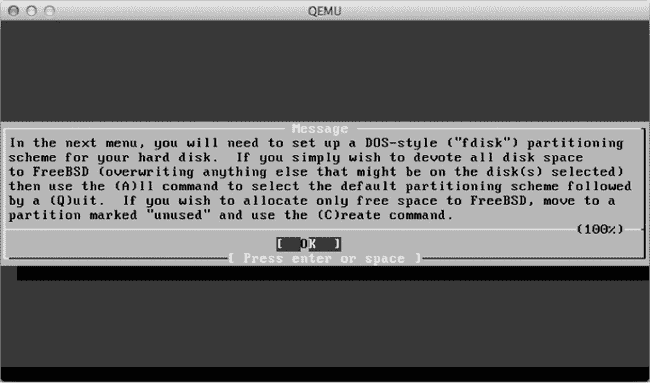 QEMU
Message
In the next menu, you will need to set up a DOS-style ("fdisk") partitioning
scheme for your hard disk.  If you simply wish to devote all disk space
to FreeBSD (overwriting anything else that might be on the disk(s) selected)
then use the (A)ll command to select the default partitioning scheme followed
by a (Q)uit.  If you wish to allocate only free space to FreeBSD, move to a
partition marked "unused" and use the (C)reate command.
(100%)
[  OK  ]
[ Press enter or space ]